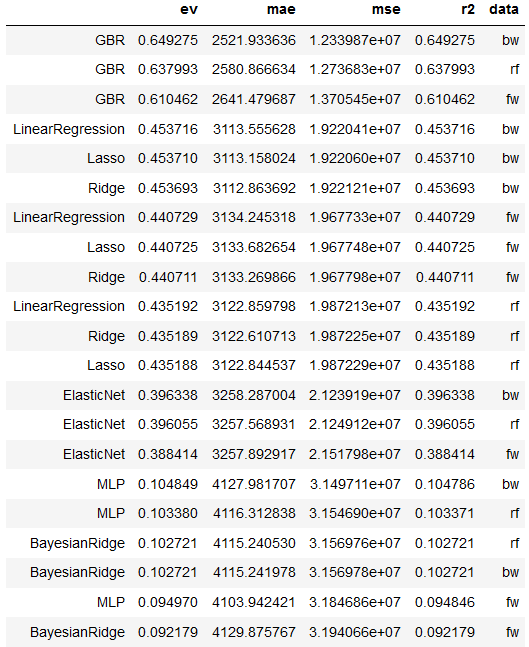 ev mae mse r2 data
GBR 0.649275 2521.933636 1.233987e+07 0.649275 bw
GBR 0.637993 2580.866634 1.273683e+07 0.637993 rf
GBR 0.610462 2641.479687 1.370545e+07 0.610462 fw
LinearRegression 0.453716 3113.555628 1.922041e+07 0.453716 bw
Lasso 0.453710 3113.158024 1.922060e+07 0.453710 bw
Ridge 0.453693 3112.863692 1.922121e+07 0.453693 bw
LinearRegression 0.440729 3134.245318 1.967733e+07 0.440729 fw
Lasso 0.440725 3133.682654 1.967748e+07 0.440725 fw
Ridge 0.440711 3133.269866 1.967798e+07 0.440711 fw
LinearRegression 0.435192 3122.859798 1.987213e+07 0.435192 rf
Ridge 0.435189 3122.610713 1.987225e+07 0.435189 rf
Lasso 0.435188 3122.844537 1.987229e+07 0.435188 rf
ElasticNet 0.396338 3258.287004 2.123919e+07 0.396338 bw
ElasticNet 0.396055 3257.568931 2.124912e+07 0.396055 rf
ElasticNet 0.388414 3257.892917 2.151798e+07 0.388414 fw
MLP 0.104849 4127.981707 3.149711e+07 0.104786 bw
MLP 0.103380 4116.312838 3.154690e+07 0.103371 rf
BayesianRidge 0.102721 4115.240530 3.156976e+07 0.102721 rf
BayesianRidge 0.102721 4115.241978 3.156978e+07 0.102721 bw
MLP 0.094970 4103.942421 3.184686e+07 0.094846 fw
BayesianRidge 0.092179 4129.875767 3.194066e+07 0.092179 fw